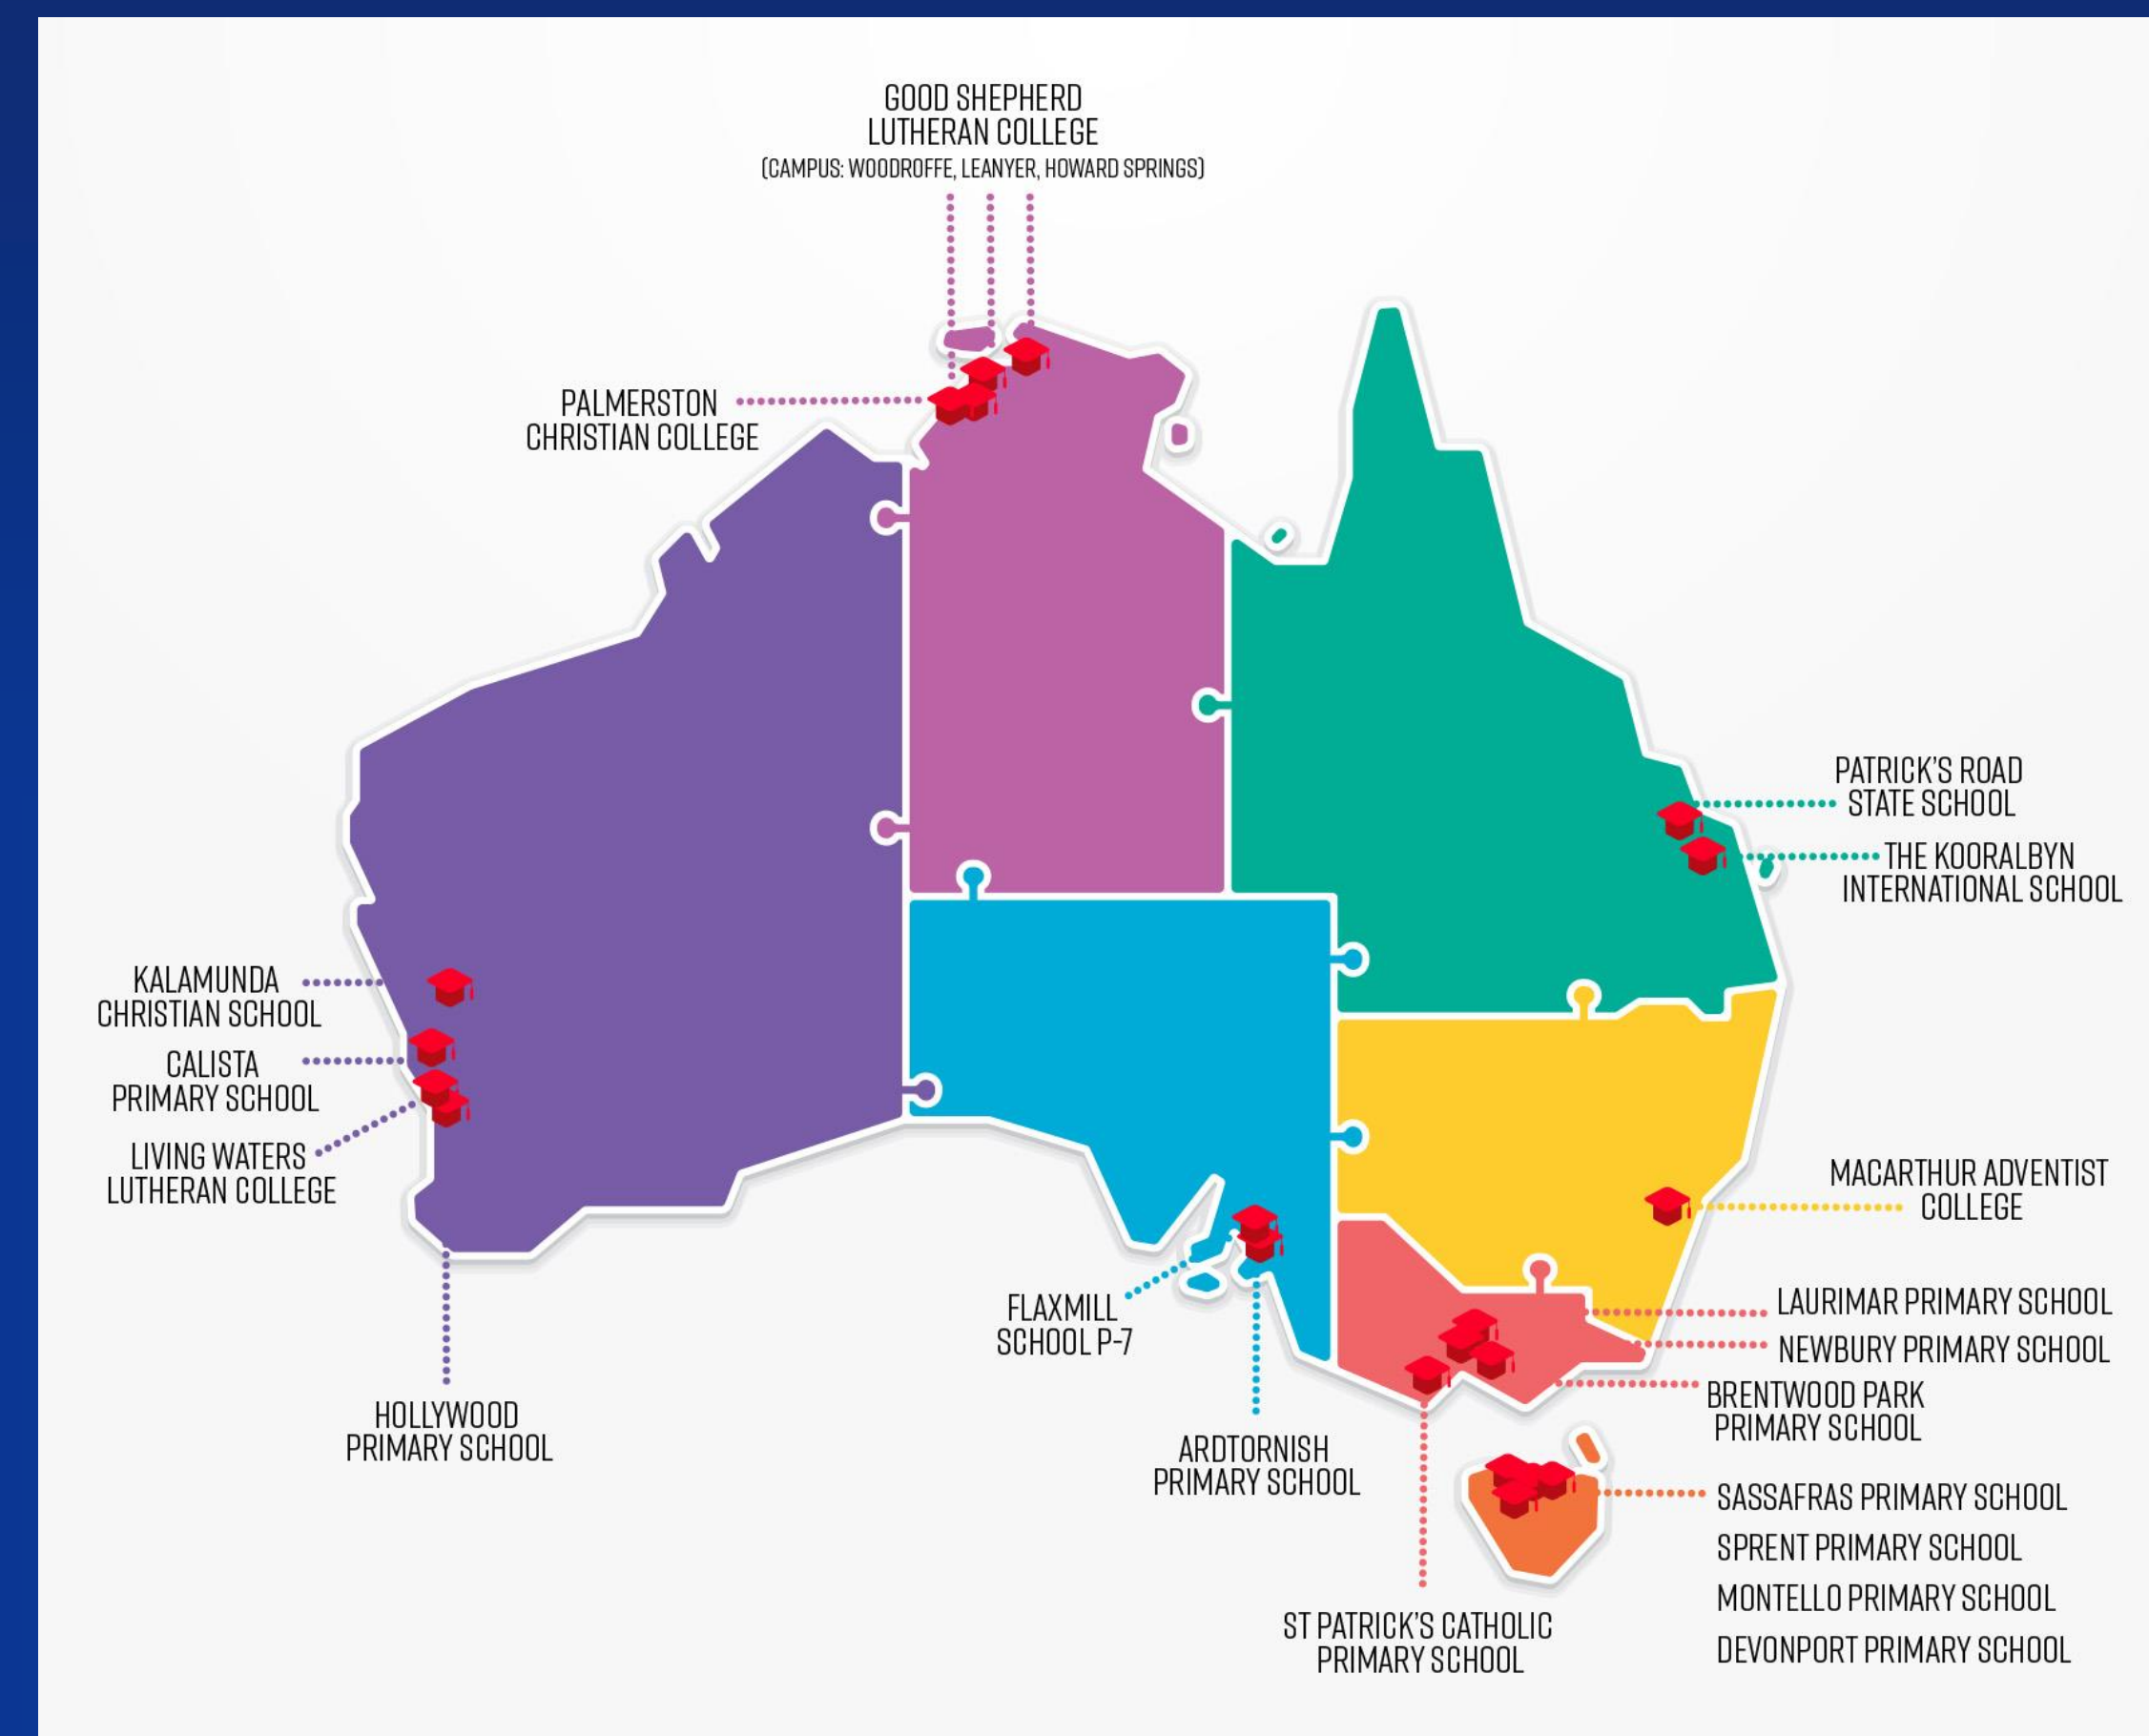 GOOD SHEPHERD
LUTHERAN COLLEGE
(CAMPUS: WOODROFFE, LEANYER, HOWARD SPRINGS)
PALMERSTON
CHRISTIAN COLLEGE
PATRICK'S ROAD
STATE SCHOOL
THE KOORALBYN
INTERNATIONAL SCHOOL
KALAMUNDA
CHRISTIAN SCHOOL
CALISTA
PRIMARY SCHOOL
LIVING WATERS
LUTHERAN COLLEGE
HOLLYWOOD
PRIMARY SCHOOL
FLAXMILL
SCHOOL P-7
ARDTORNISH
PRIMARY SCHOOL
MACARTHUR ADVENTIST
COLLEGE
LAURIMAR PRIMARY SCHOOL
NEWBURY PRIMARY SCHOOL
BRENTWOOD PARK
PRIMARY SCHOOL
ST PATRICK'S CATHOLIC
PRIMARY SCHOOL
SASSAFRAS PRIMARY SCHOOL
SPRENT PRIMARY SCHOOL
MONTELLO PRIMARY SCHOOL
DEVONPORT PRIMARY SCHOOL